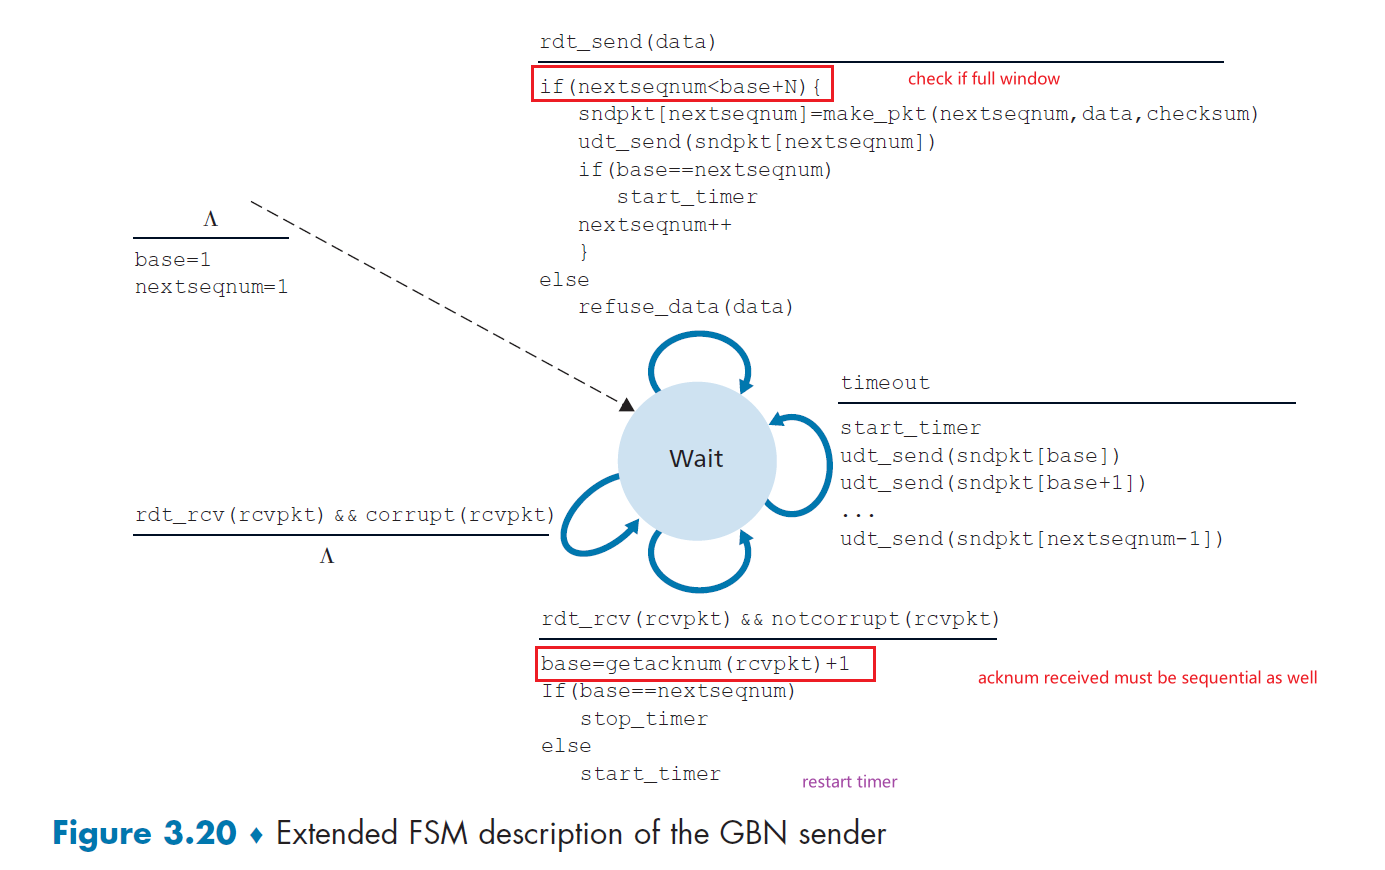 rdt_send(data)
if(nextseqnum<base+N){
check if full window
sndpkt[nextseqnum]=make_pkt(nextseqnum,data,checksum)
udt_send(sndpkt[nextseqnum])
if(base==nextseqnum)
start_timer
nextseqnum++
}
else
refuse_data(data)
Λ
base=1
nextseqnum=1
timeout
start_timer
udt_send(sndpkt[base])
udt_send(sndpkt[base+1])
...
udt_send(sndpkt[nextseqnum-1])
Wait
rdt_rcv(rcvpkt) && corrupt(rcvpkt)
Λ
rdt_rcv(rcvpkt) && notcorrupt(rcvpkt)
base=getacknum(rcvpkt)+1
acknum received must be sequential as well
If(base==nextseqnum)
stop_timer
else
start_timer
restart timer
Figure 3.20 ♦ Extended FSM description of the GBN sender